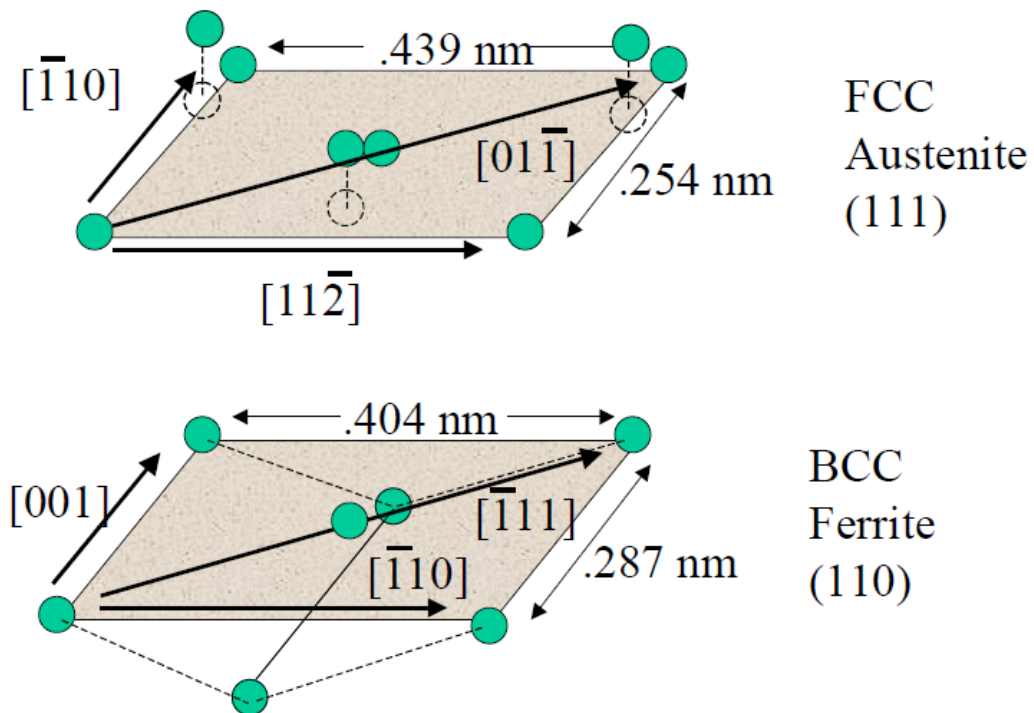 .439 nm
[1̅10]
FCC
Austenite
(111)
[011̅]
.254 nm
[112̅]
.404 nm
BCC
Ferrite
(110)
[001]
[1̅11]
[1̅10]
.287 nm